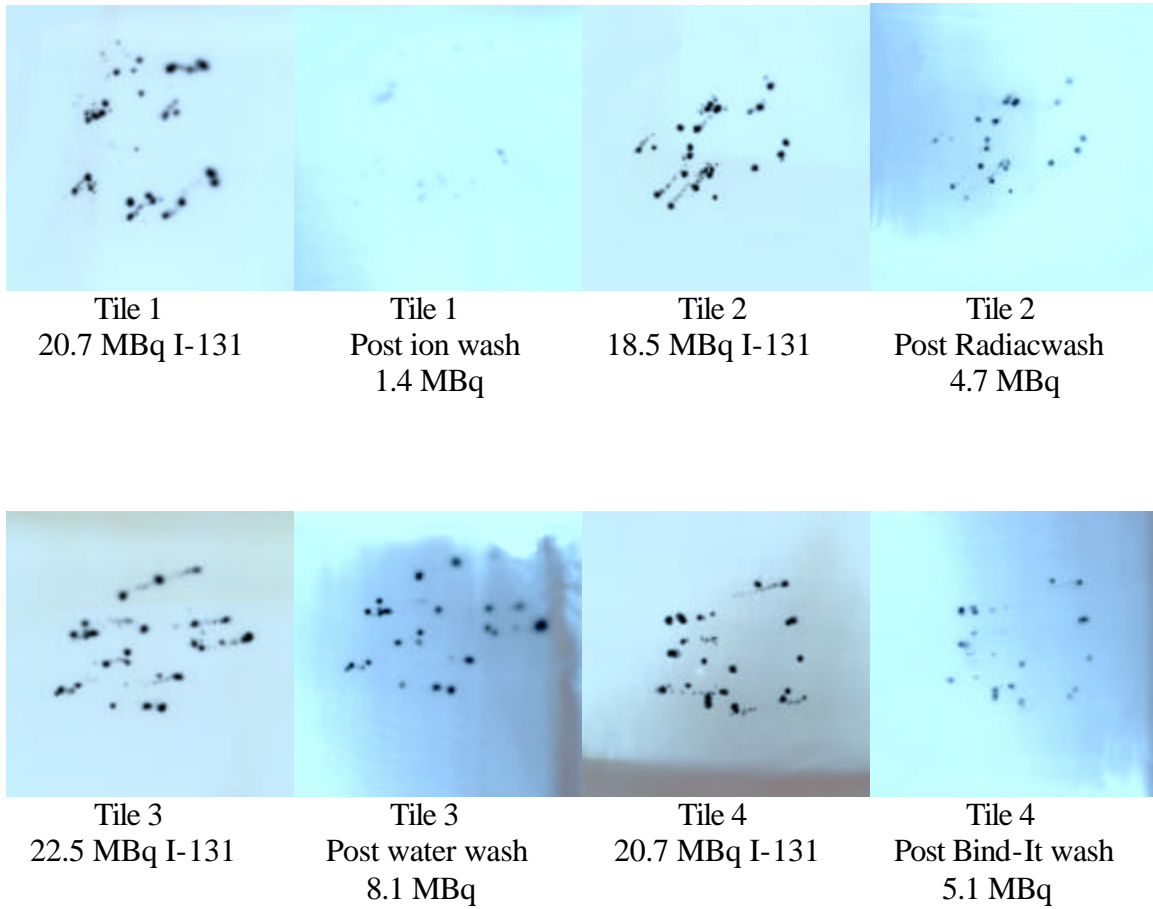 Tile 1
20.7 MBq I-131
Tile 1
Post ion wash
1.4 MBq
Tile 2
18.5 MBq I-131
Tile 2
Post Radiacwash
4.7 MBq
Tile 3
22.5 MBq I-131
Tile 3
Post water wash
8.1 MBq
Tile 4
20.7 MBq I-131
Tile 4
Post Bind-It wash
5.1 MBq